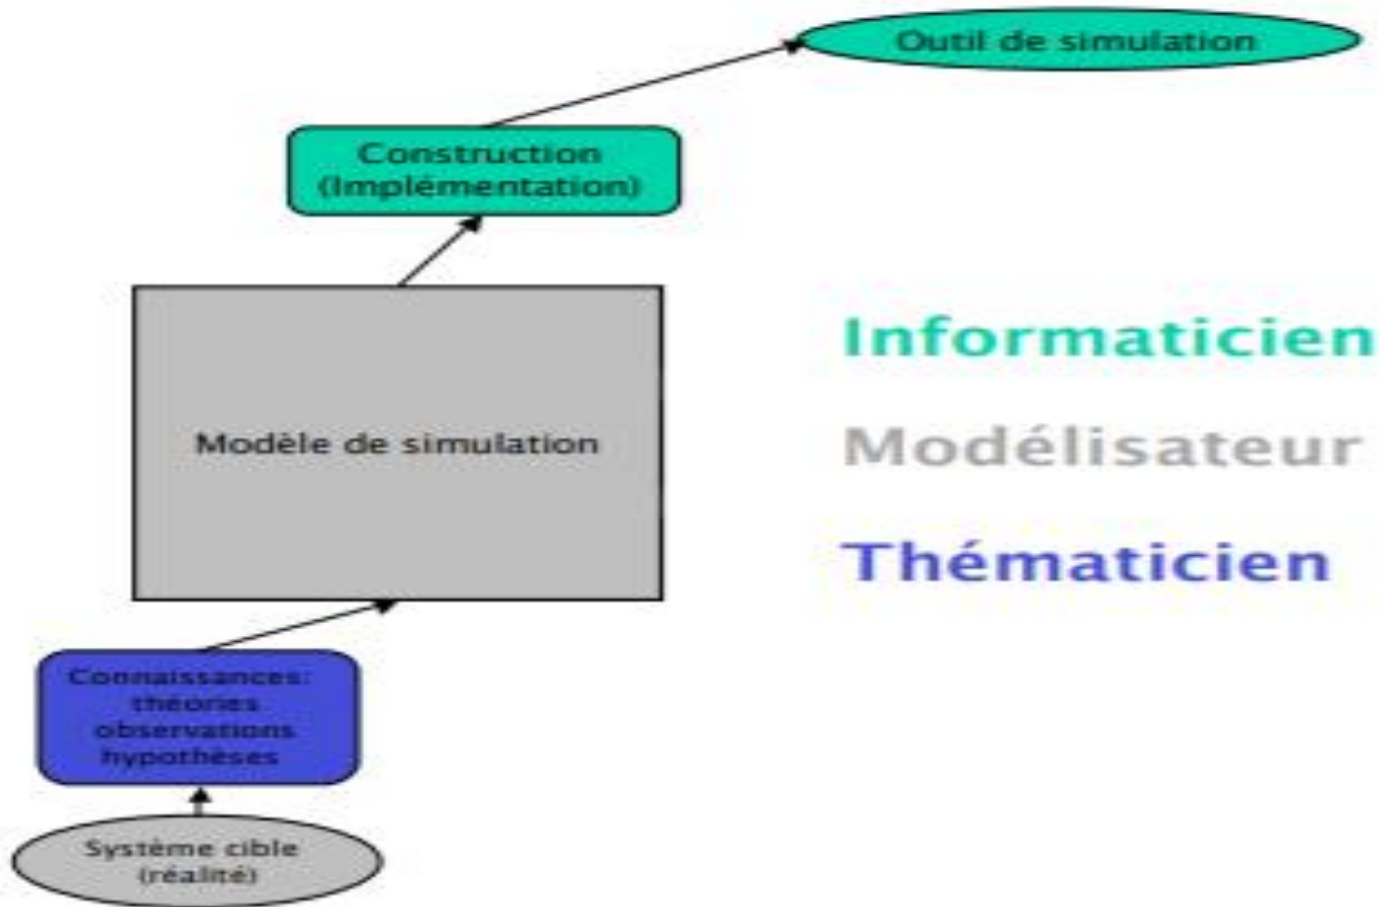 Outil de simulation
Construction
(Implémentation)
Modèle de simulation
Informaticien
Modélisateur
Thématicien
Connaissances:
théories
observations
hypothèses
Système cible
(réalité)